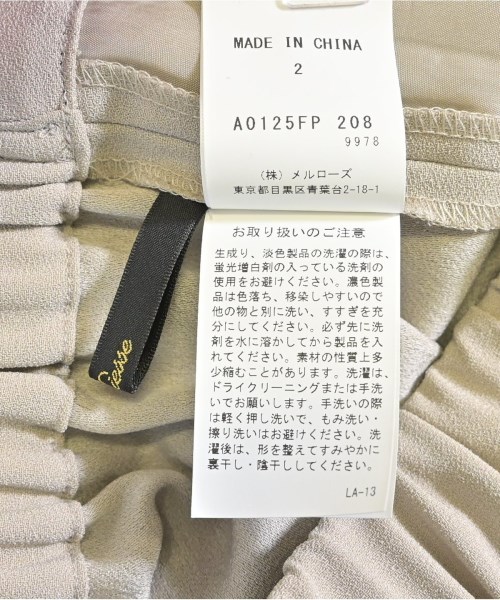 MADE IN CHINA
2
A0125FP 208
9978
(株) メルローズ
東京都目黒区青葉台2-18-1
お取り扱いのご注意
生成り、淡色製品の洗濯の際は、
蛍光増白剤の入っている洗剤の
使用をお避けください。濃色製
品は色落ち、移染しやすいので
他の物と別に洗い、すすぎを充
分にしてください。必ず先に洗
剤を水に溶かしてから製品を入
れてください。素材の性質上多
少縮むことがあります。洗濯は、
ドライクリーニングまたは手洗
いでお願いします。手洗いの際
は軽く押し洗いで、もみ洗い・
擦り洗いはお避けください。洗
濯後は、形を整えてすみやかに
裏干し・陰干ししてください。
LA-13